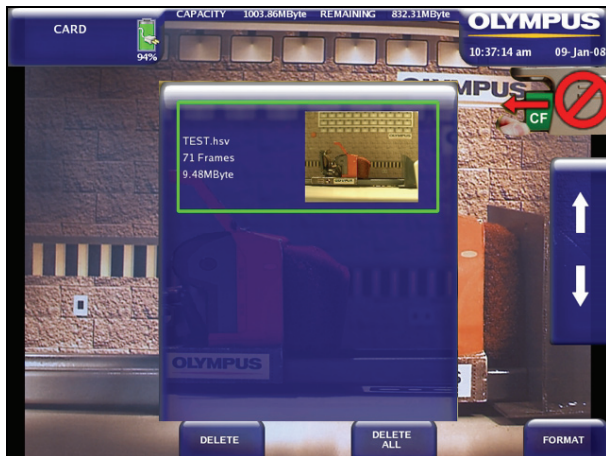 CARD
94%
CAPACITY 1003.86MByte REMAINING 832.31MByte
OLYMPUS
10:37:14 am 09-Jan-08
OLYMPUS
CF
TEST.hsv
71 Frames
9.48MByte
OLYMPUS
DELETE
DELETE
ALL
FORMAT